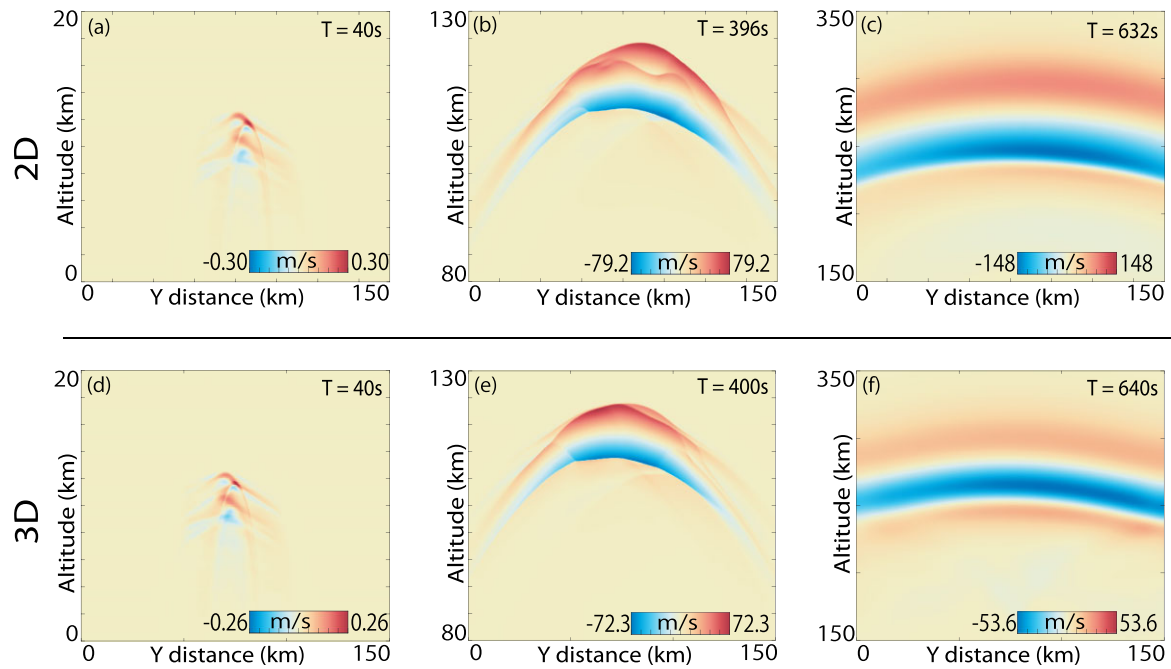 2D
20 (a) T = 40s
Altitude (km)
-0.30 m/s 0.30
0
0 Y distance (km) 150
130 (b) T = 396s
Altitude (km)
-79.2 m/s 79.2
80
0 Y distance (km) 150
350 (c) T = 632s
Altitude (km)
-148 m/s 148
150
0 Y distance (km) 150
3D
20 (d) T = 40s
Altitude (km)
-0.26 m/s 0.26
0
0 Y distance (km) 150
130 (e) T = 400s
Altitude (km)
-72.3 m/s 72.3
80
0 Y distance (km) 150
350 (f) T = 640s
Altitude (km)
-53.6 m/s 53.6
150
0 Y distance (km) 150